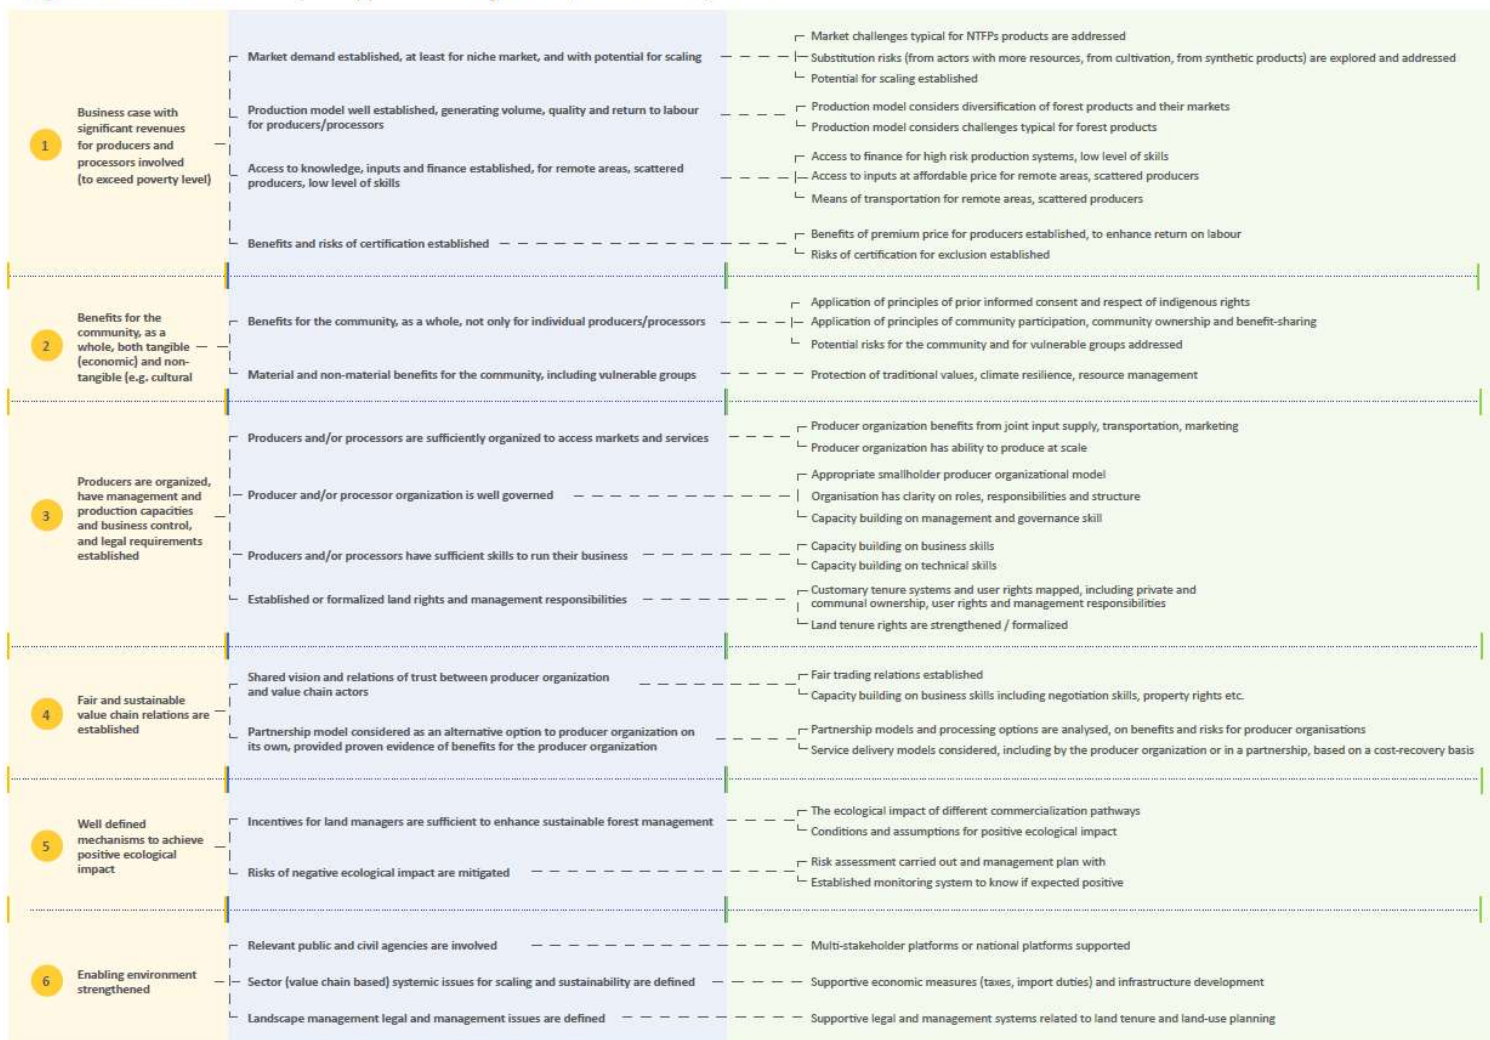 Market challenges typical for NTFPs products are addressed
Market demand established, at least for niche market, and with potential for scaling
Substitution risks (from actors with more resources, from cultivation, from synthetic products) are explored and addressed
Potential for scaling established
1
Business case with
significant revenues
for producers and
processors involved
(to exceed poverty level)
Production model well established, generating volume, quality and return to labour
for producers/processors
Production model considers diversification of forest products and their markets
Production model considers challenges typical for forest products
Access to knowledge, inputs and finance established, for remote areas, scattered
producers, low level of skills
Access to finance for high risk production systems, low level of skills
Access to inputs at affordable price for remote areas, scattered producers
Means of transportation for remote areas, scattered producers
Benefits and risks of certification established
Benefits of premium price for producers established, to enhance return on labour
Risks of certification for exclusion established
2
Benefits for the
community, as a
whole, both tangible
(economic) and non-
tangible (e.g. cultural
Benefits for the community, as a whole, not only for individual producers/processors
Application of principles of prior informed consent and respect of indigenous rights
Application of principles of community participation, community ownership and benefit-sharing
Potential risks for the community and for vulnerable groups addressed
Material and non-material benefits for the community, including vulnerable groups
Protection of traditional values, climate resilience, resource management
3
Producers are organized,
have management and
production capacities
and business control,
and legal requirements
established
Producers and/or processors are sufficiently organized to access markets and services
Producer organization benefits from joint input supply, transportation, marketing
Producer organization has ability to produce at scale
Producer and/or processor organization is well governed
Appropriate smallholder producer organizational model
Organisation has clarity on roles, responsibilities and structure
Capacity building on management and governance skill
Producers and/or processors have sufficient skills to run their business
Capacity building on business skills
Capacity building on technical skills
Established or formalized land rights and management responsibilities
Customary tenure systems and user rights mapped, including private and
communal ownership, user rights and management responsibilities
Land tenure rights are strengthened / formalized
4
Fair and sustainable
value chain relations are
established
Shared vision and relations of trust between producer organization
and value chain actors
Fair trading relations established
Capacity building on business skills including negotiation skills, property rights etc.
Partnership model considered as an alternative option to producer organization on
its own, provided proven evidence of benefits for the producer organization
Partnership models and processing options are analysed, on benefits and risks for producer organisations
Service delivery models considered, including by the producer organization or in a partnership, based on a cost-recovery basis
5
Well defined
mechanisms to achieve
positive ecological
impact
Incentives for land managers are sufficient to enhance sustainable forest management
The ecological impact of different commercialization pathways
Conditions and assumptions for positive ecological impact
Risks of negative ecological impact are mitigated
Risk assessment carried out and management plan with
Established monitoring system to know if expected positive
6
Enabling environment
strengthened
Relevant public and civil agencies are involved
Multi-stakeholder platforms or national platforms supported
Sector (value chain based) systemic issues for scaling and sustainability are defined
Supportive economic measures (taxes, import duties) and infrastructure development
Landscape management legal and management issues are defined
Supportive legal and management systems related to land tenure and land-use planning